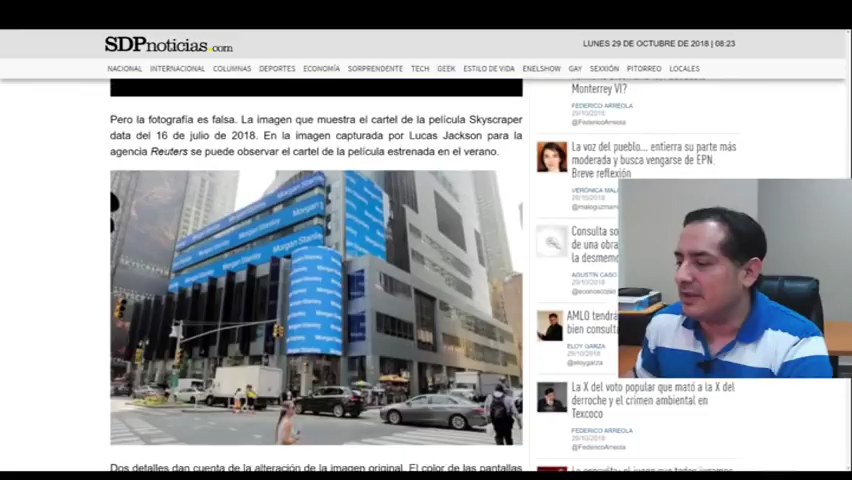 SDPnoticias.com
LUNES 29 DE OCTUBRE DE 2018 | 08:23
NACIONAL INTERNACIONAL COLUMNAS DEPORTES ECONOMÍA SORPRENDENTE TECH GEEK ESTILO DE VIDA ENELSHOW GAY SEXXIÓN PITORREO LOCALES
Pero la fotografía es falsa. La imagen que muestra el cartel de la película Skyscraper
data del 16 de julio de 2018. En la imagen capturada por Lucas Jackson para la
agencia Reuters se puede observar el cartel de la película estrenada en el verano.
SKYSCRAPER
Morgan Stanley
Morgan Stanley
Morgan Stanley
Dos detalles dan cuenta de la alteración de la imagen original. El color de las pantallas
Monterrey VI?
FEDERICO ARREOLA
29/10/2018
@FedericoArreola
La voz del pueblo... entierra su parte más
moderada y busca vengarse de EPN.
Breve reflexión
VERÓNICA
29/10/2018
Consulta
de una obra
la desmemo
AGUSTÍN
29/10/2018
AMLO tendrá
bien consult
ELOY GARZA
29/10/2018
@eloygarza
La X del voto popular que mató a la X del
derroche y el crimen ambiental en
Texcoco
FEDERICO ARREOLA
29/10/2018
@FedericoArreola